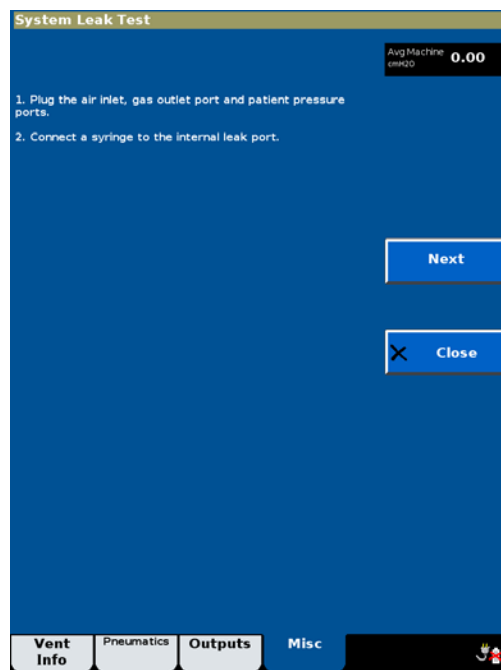 System Leak Test
Avg Machine
cmH2O
0.00
1. Plug the air inlet, gas outlet port and patient pressure
ports.
2. Connect a syringe to the internal leak port.
Next
Close
Vent
Info
Pneumatics
Outputs
Misc